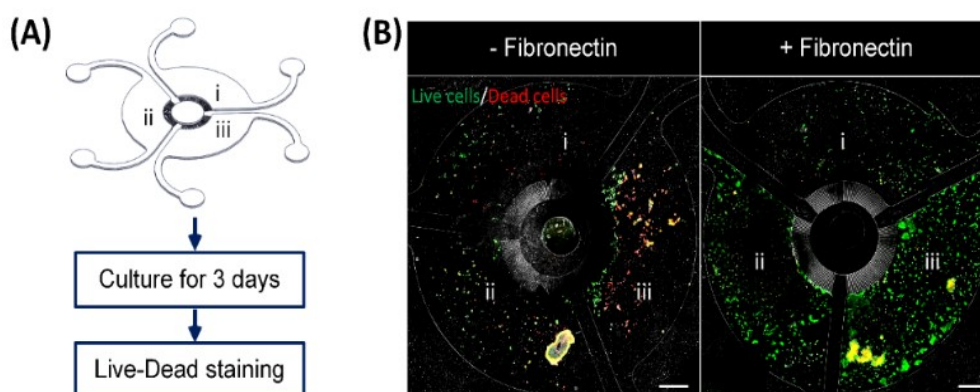 (A)
i
ii
iii
Culture for 3 days
Live-Dead staining
(B)
- Fibronectin
+ Fibronectin
Live cells/Dead cells
i
ii
iii
i
ii
iii